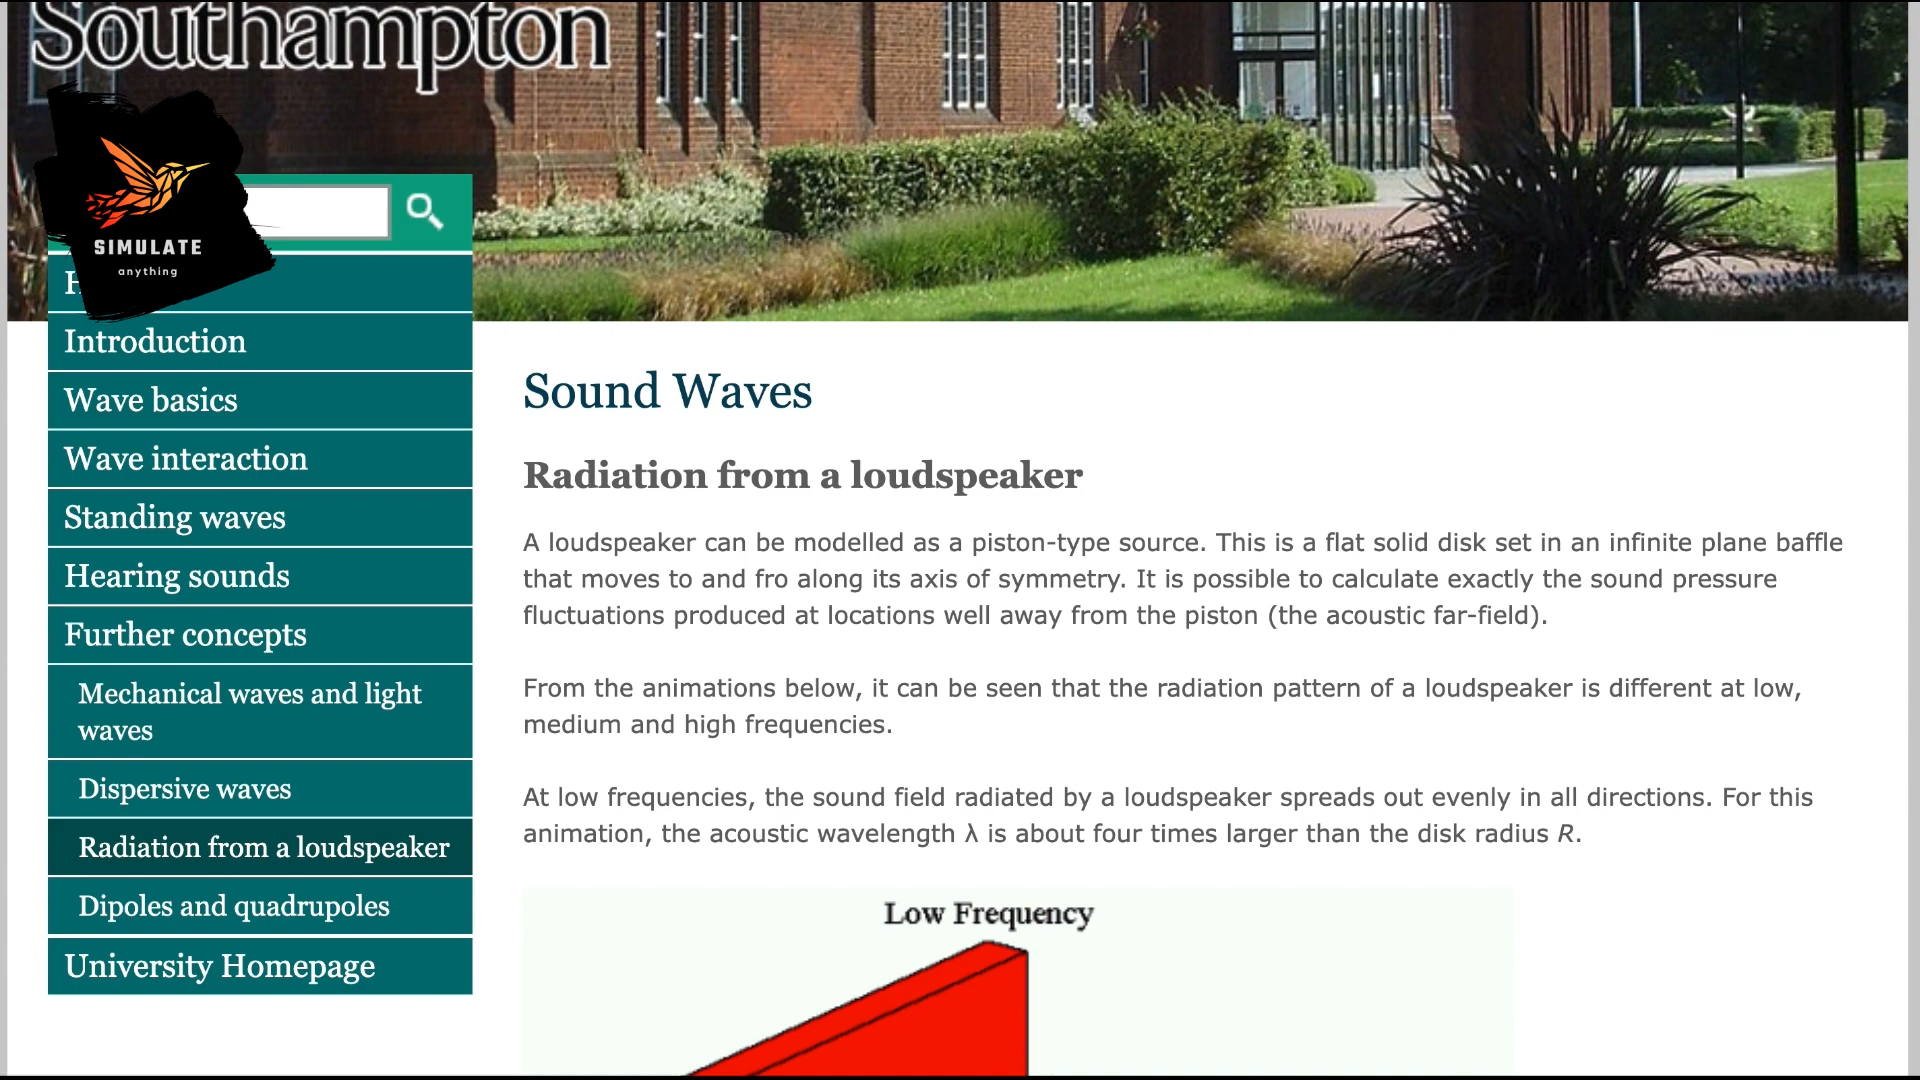 Southampton
SIMULATE
anything
H
Introduction
Wave basics
Wave interaction
Standing waves
Hearing sounds
Further concepts
Mechanical waves and light
waves
Dispersive waves
Radiation from a loudspeaker
Dipoles and quadrupoles
University Homepage
Sound Waves
Radiation from a loudspeaker
A loudspeaker can be modelled as a piston-type source. This is a flat solid disk set in an infinite plane baffle
that moves to and fro along its axis of symmetry. It is possible to calculate exactly the sound pressure
fluctuations produced at locations well away from the piston (the acoustic far-field).
From the animations below, it can be seen that the radiation pattern of a loudspeaker is different at low,
medium and high frequencies.
At low frequencies, the sound field radiated by a loudspeaker spreads out evenly in all directions. For this
animation, the acoustic wavelength λ is about four times larger than the disk radius R.
Low Frequency